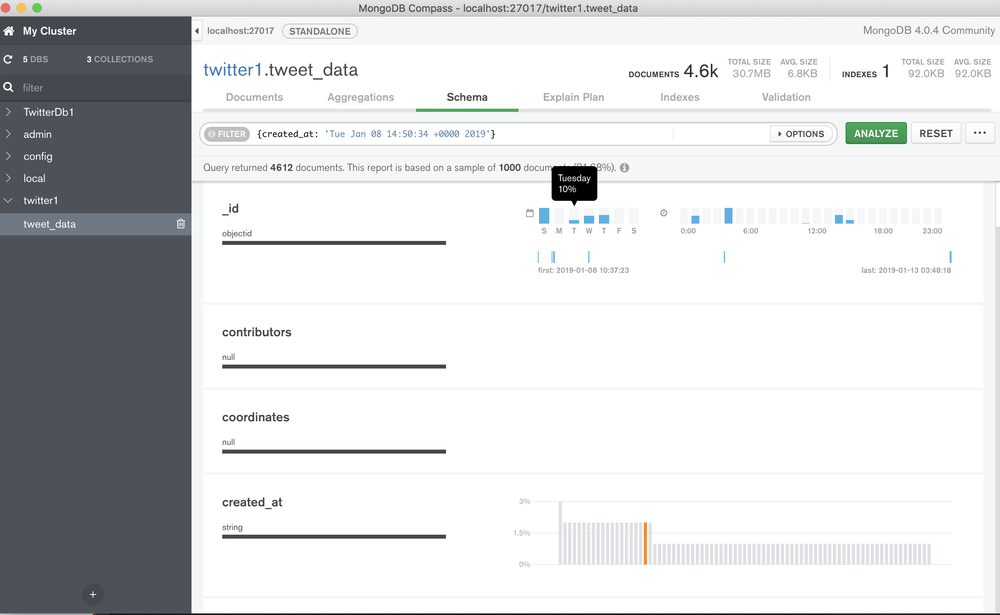 MongoDB Compass - localhost:27017/twitter1.tweet_data
My Cluster
5 DBS 3 COLLECTIONS
filter
TwitterDb1
admin
config
local
twitter1
tweet_data
localhost:27017 STANDALONE MongoDB 4.0.4 Community
twitter1.tweet_data
DOCUMENTS 4.6k TOTAL SIZE 30.7MB AVG. SIZE 6.8KB INDEXES 1 TOTAL SIZE 92.0KB AVG. SIZE 92.0KB
Documents Aggregations Schema Explain Plan Indexes Validation
FILTER {created_at: 'Tue Jan 08 14:50:34 +0000 2019'} OPTIONS ANALYZE RESET ...
Query returned 4612 documents. This report is based on a sample of 1000
Tuesday
10%
_id
objectid
S M T W T F S
0:00 6:00 12:00 18:00 23:00
first: 2019-01-08 10:37:23 last: 2019-01-13 03:48:18
contributors
null
coordinates
null
created_at
string
3%
1.5%
0%